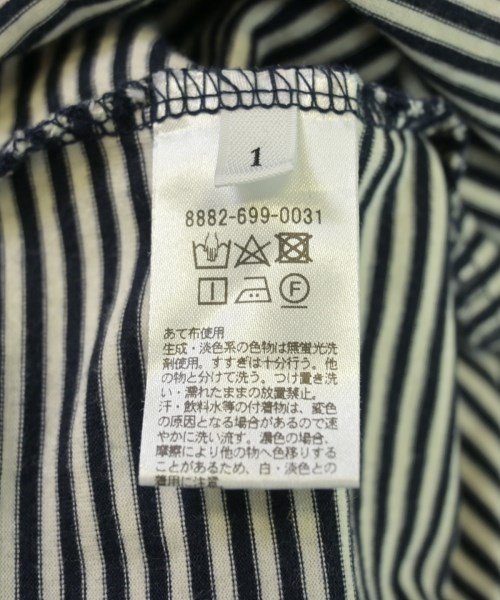 1
8882-699-0031
F
あて布使用
生成・淡色系の色物は無蛍光洗
剤使用。すすぎは十分行う。他
の物と分けて洗う。つけ置き洗
い・濡れたままの放置禁止。
汗・飲料水等の付着物は、変色
の原因となる場合があるので速
やかに洗い流す。濃色の場合、
摩擦により他の物へ色移りする
ことがあるため、白・淡色との
着用に注意